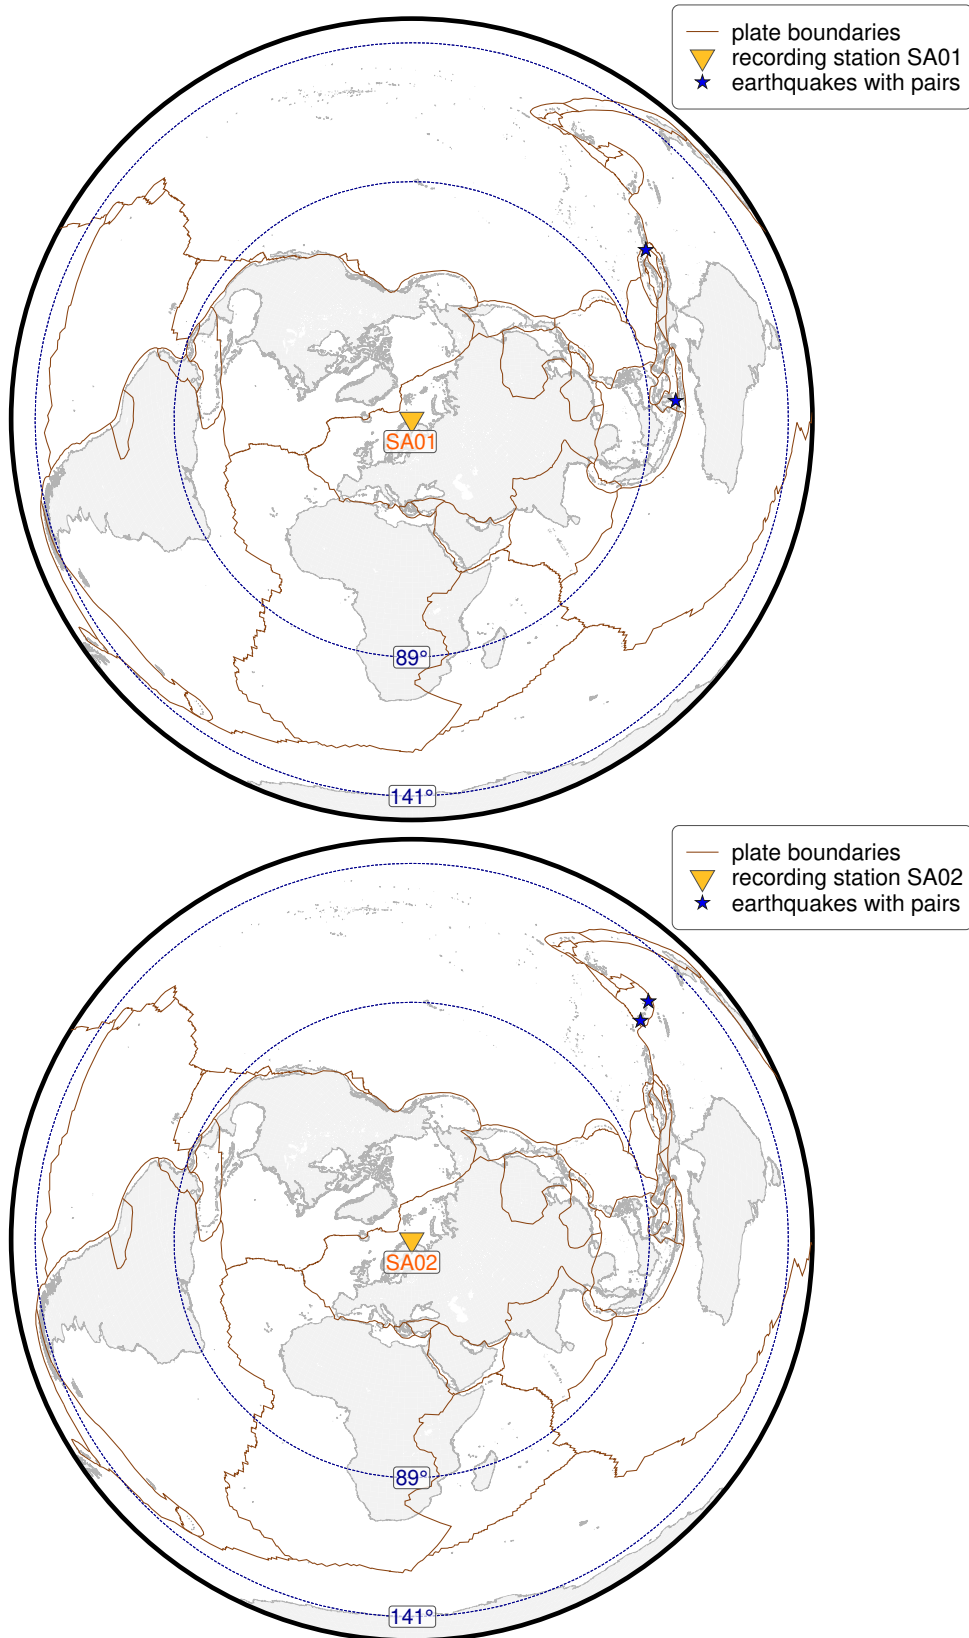 plate boundaries
recording station SA01
earthquakes with pairs
SA01
89°
141°
plate boundaries
recording station SA02
earthquakes with pairs
SA02
89°
141°